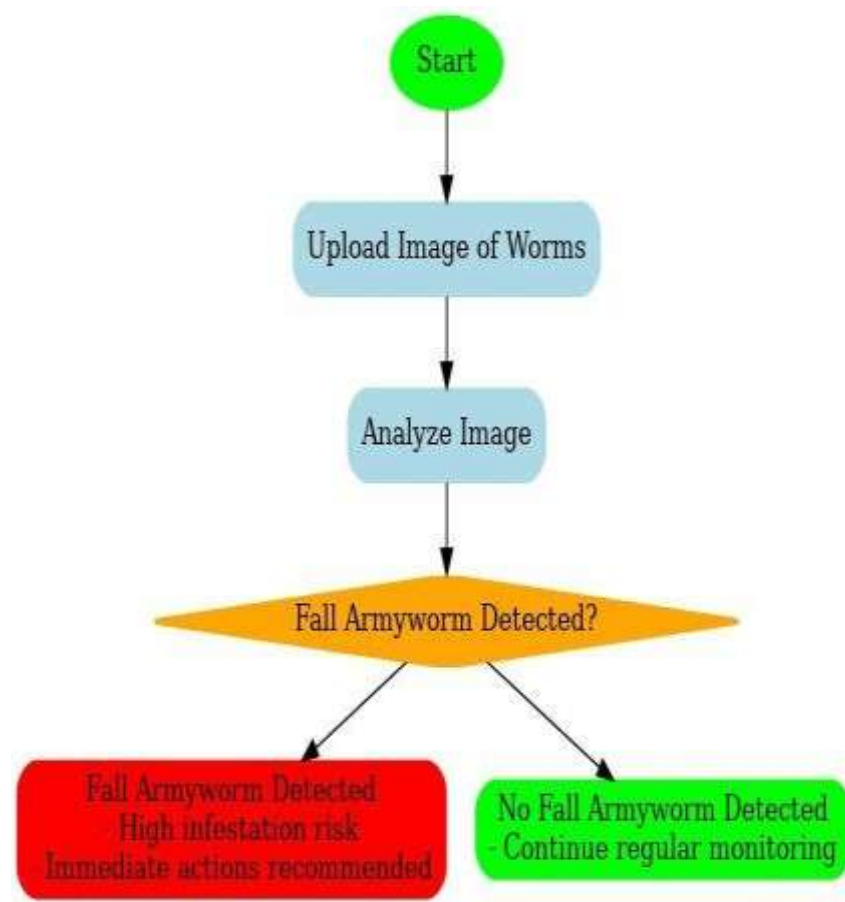 Start
Upload Image of Worms
Analyze Image
Fall Armyworm Detected?
Fall Armyworm Detected
- High infestation risk
- Immediate actions recommended
No Fall Armyworm Detected
- Continue regular monitoring